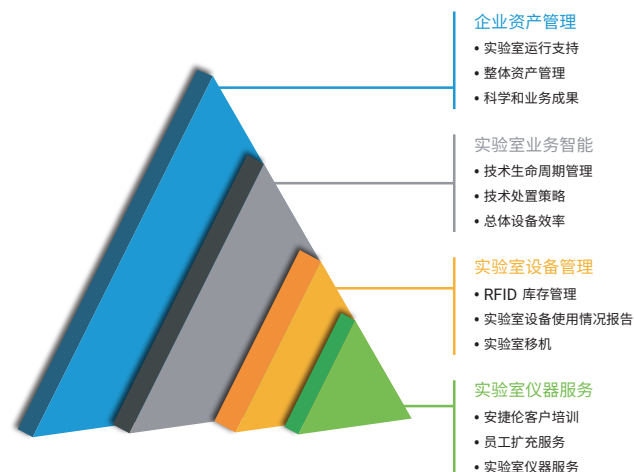 企业资产管理
• 实验室运行支持
• 整体资产管理
• 科学和业务成果
实验室业务智能
• 技术生命周期管理
• 技术处置策略
• 总体设备效率
实验室设备管理
• RFID 库存管理
• 实验室设备使用情况报告
• 实验室移机
实验室仪器服务
• 安捷伦客户培训
• 员工扩充服务
• 实验室仪器服务